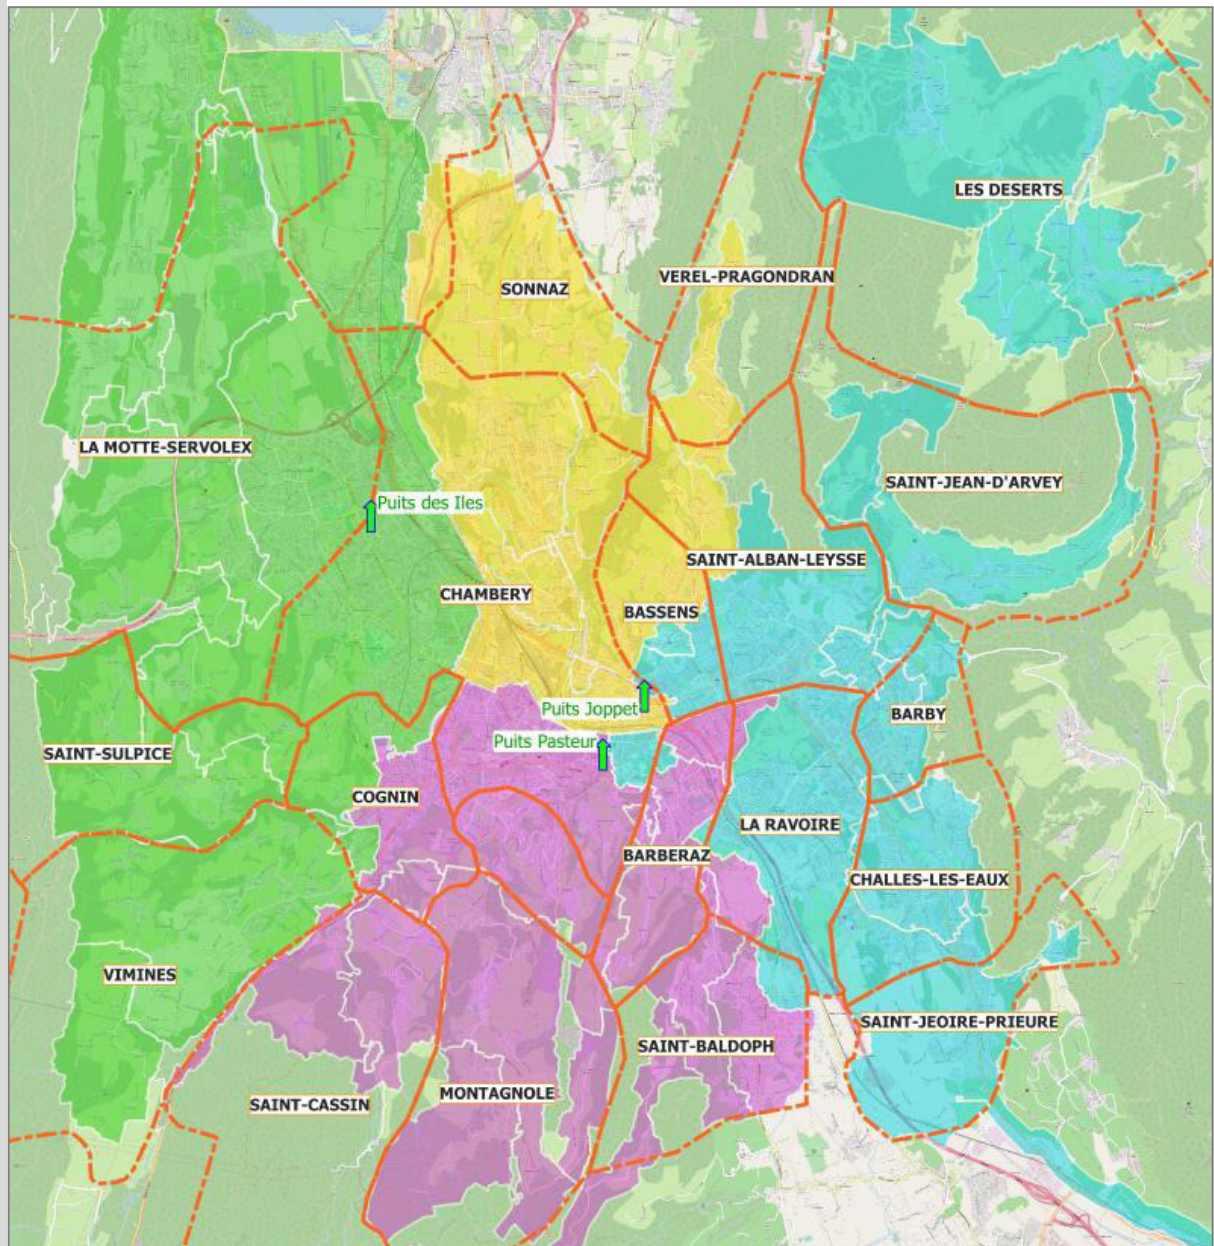 LES DESERTS
VEREL-PRAGONDRAN
SONNAZ
LA MOTTE-SERVOLEX
SAINT-JEAN-D'ARVEY
Puits des Iles
SAINT-ALBAN-LEYSSE
CHAMBERY
BASSENS
Puits Joppet
BARBY
Puits Pasteur
SAINT-SULPICE
COGNIN
LA RAVOIRE
BARBERAZ
CHALLES-LES-EAUX
VIMINES
SAINT-JEOIRE-PRIEURE
SAINT-BALDOPH
MONTAGNOLE
SAINT-CASSIN